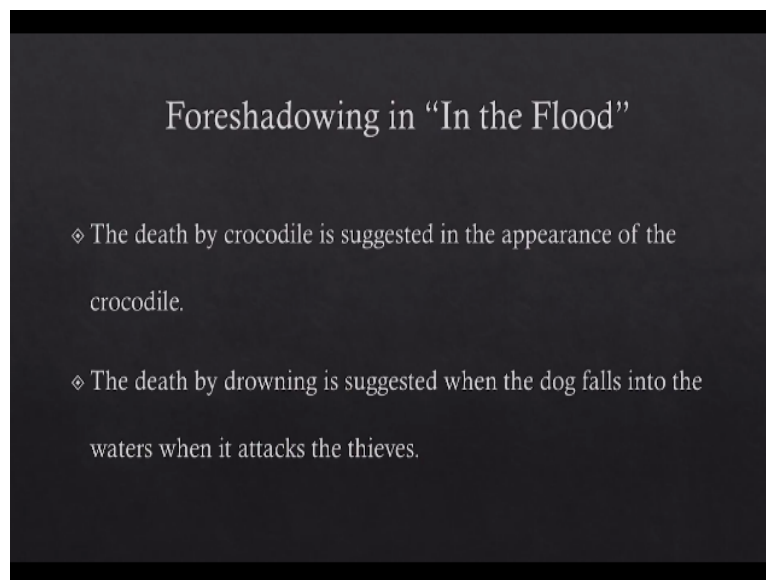 Foreshadowing in “In the Flood”
The death by crocodile is suggested in the appearance of the
crocodile.
The death by drowning is suggested when the dog falls into the
waters when it attacks the thieves.